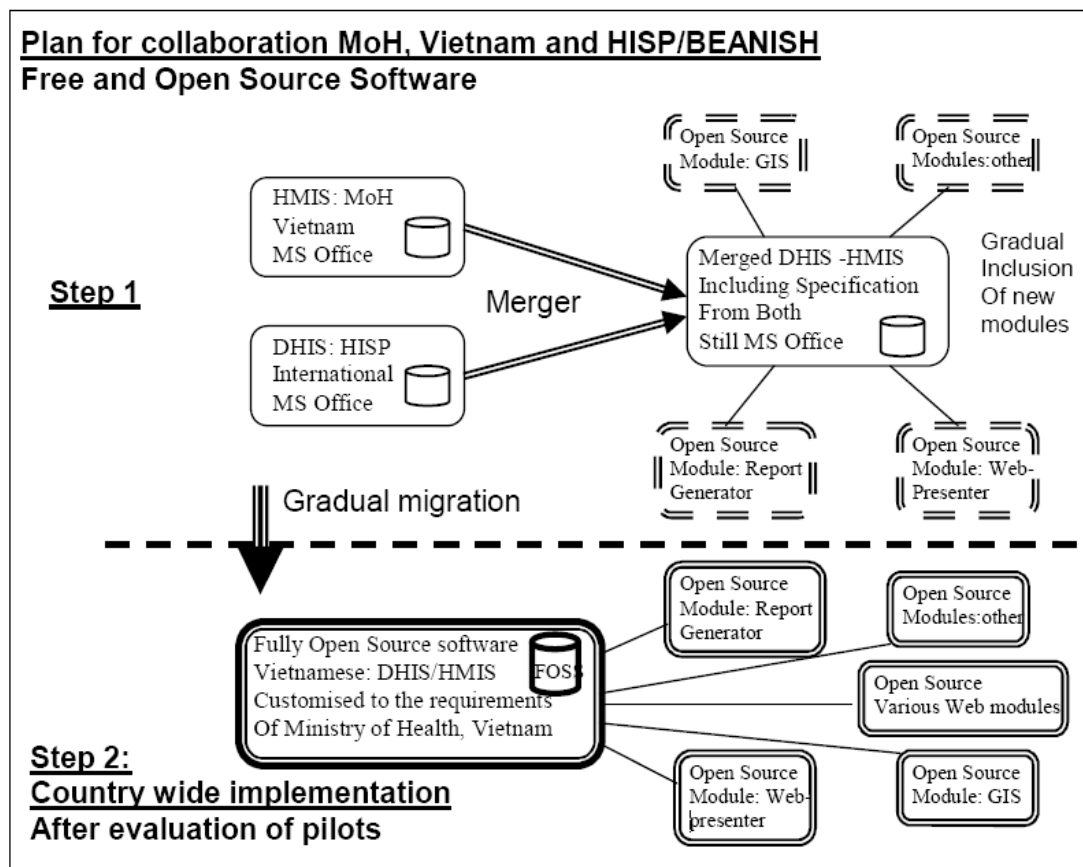 Plan for collaboration MoH, Vietnam and HISP/BEANISH
Free and Open Source Software
Open Source
Module: GIS
Open Source
Modules:other
HMIS: MoH
Vietnam
MS Office
Step 1
Merger
DHIS: HISP
International
MS Office
Merged DHIS -HMIS
Including Specification
From Both
Still MS Office
Gradual
Inclusion
Of new
modules
Open Source
Module: Report
Generator
Open Source
Module: Web-
Presenter
Gradual migration
Fully Open Source software
Vietnamese: DHIS/HMIS
Customised to the requirements
Of Ministry of Health, Vietnam
FOSS
Open Source
Module: Report
Generator
Open Source
Modules:other
Open Source
Various Web modules
Open Source
Module: GIS
Open Source
Module: Web-
presenter
Step 2:
Country wide implementation
After evaluation of pilots